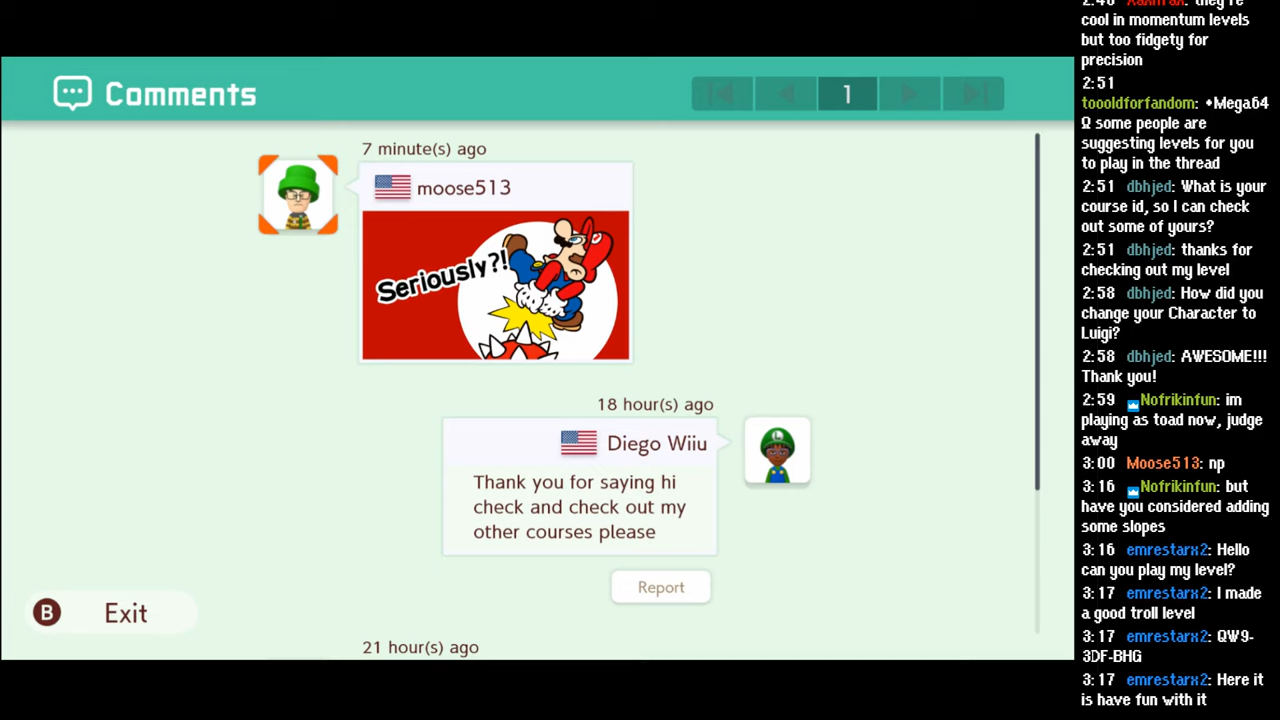 Comments
1
7 minute(s) ago
moose513
Seriously?!
18 hour(s) ago
Diego Wiiu
Thank you for saying hi
check and check out my
other courses please
Report
B Exit
21 hour(s) ago
they're
cool in momentum levels
but too fidgety for
precision
2:51
toooldforfandom: +Mega64
Ω some people are
suggesting levels for you
to play in the thread
2:51 dbhjed: What is your
course id, so I can check
out some of yours?
2:51 dbhjed: thanks for
checking out my level
2:58 dbhjed: How did you
change your Character to
Luigi?
2:58 dbhjed: AWESOME!!!
Thank you!
2:59 Nofrikinfun: im
playing as toad now, judge
away
3:00 Moose513: np
3:16 Nofrikinfun: but
have you considered adding
some slopes
3:16 emrestarx2: Hello
can you play my level?
3:17 emrestarx2: I made
a good troll level
3:17 emrestarx2: QW9-
3DF-BHG
3:17 emrestarx2: Here it
is have fun with it